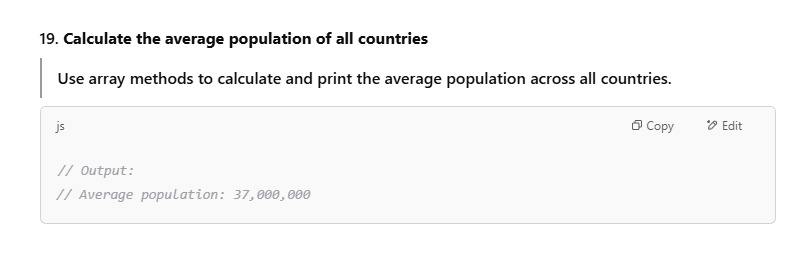 19. Calculate the average population of all countries
Use array methods to calculate and print the average population across all countries.
js
Copy
Edit
// Output:
// Average population: 37,000,000